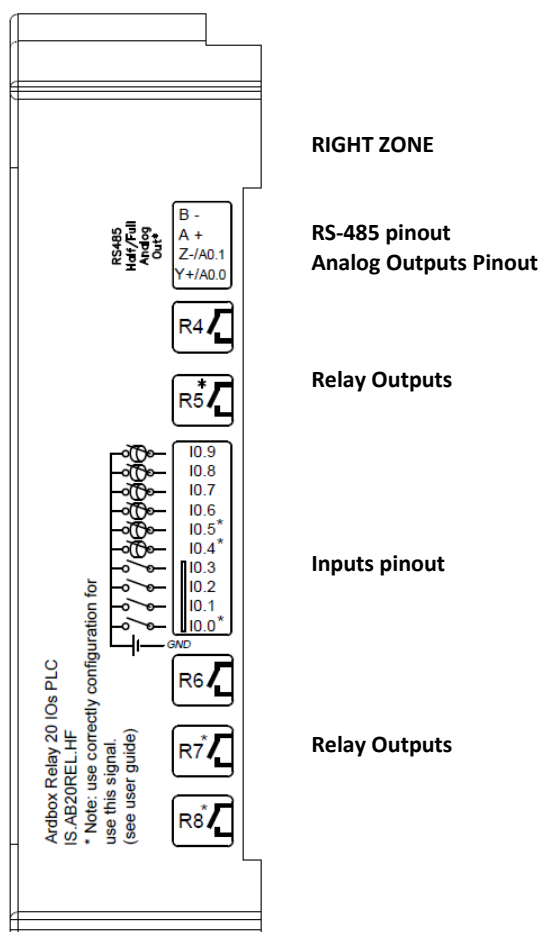 RIGHT ZONE
RS485
Half/Full
Analog
Out*
B -
A +
Z-/A0.1
Y+/A0.0
RS-485 pinout
Analog Outputs Pinout
R4
R5*
Relay Outputs
I0.9
I0.8
I0.7
I0.6
I0.5*
I0.4*
I0.3
I0.2
I0.1
I0.0*
GND
Inputs pinout
R6
R7*
R8*
Relay Outputs
Ardbox Relay 20 IOs PLC
IS.AB20REL.HF
* Note: use correctly configuration for
use this signal.
(see user guide)